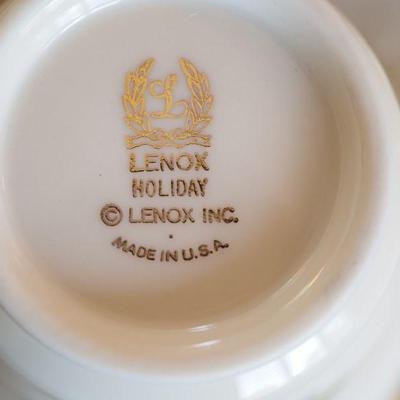 L
LENOX
HOLIDAY
© LENOX INC.
MADE IN U.S.A.